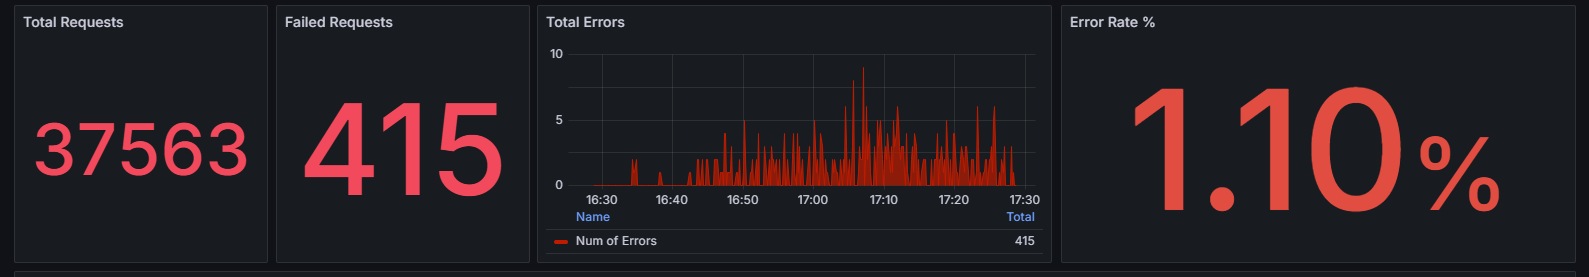 Total Requests
37563
Failed Requests
415
Total Errors
10
5
0
16:30 16:40 16:50 17:00 17:10 17:20 17:30
Name Total
Num of Errors 415
Error Rate %
1.10%